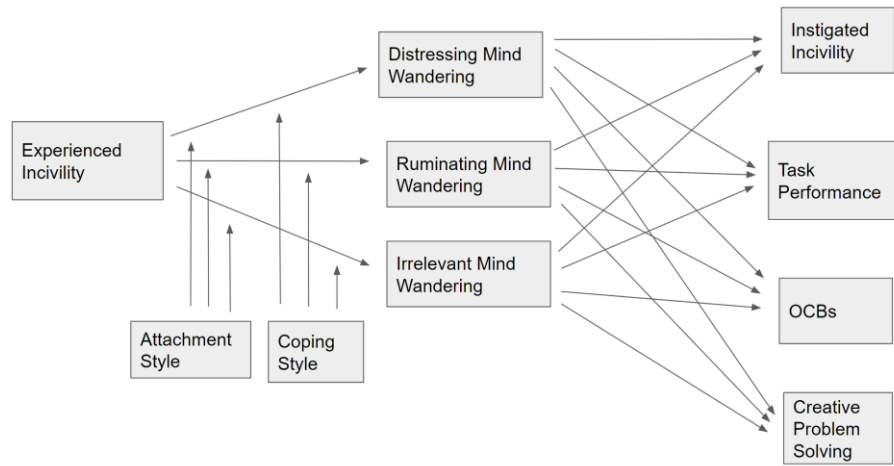 Experienced
Incivility
Attachment
Style
Coping
Style
Distressing Mind
Wandering
Ruminating Mind
Wandering
Irrelevant Mind
Wandering
Instigated
Incivility
Task
Performance
OCBs
Creative
Problem
Solving